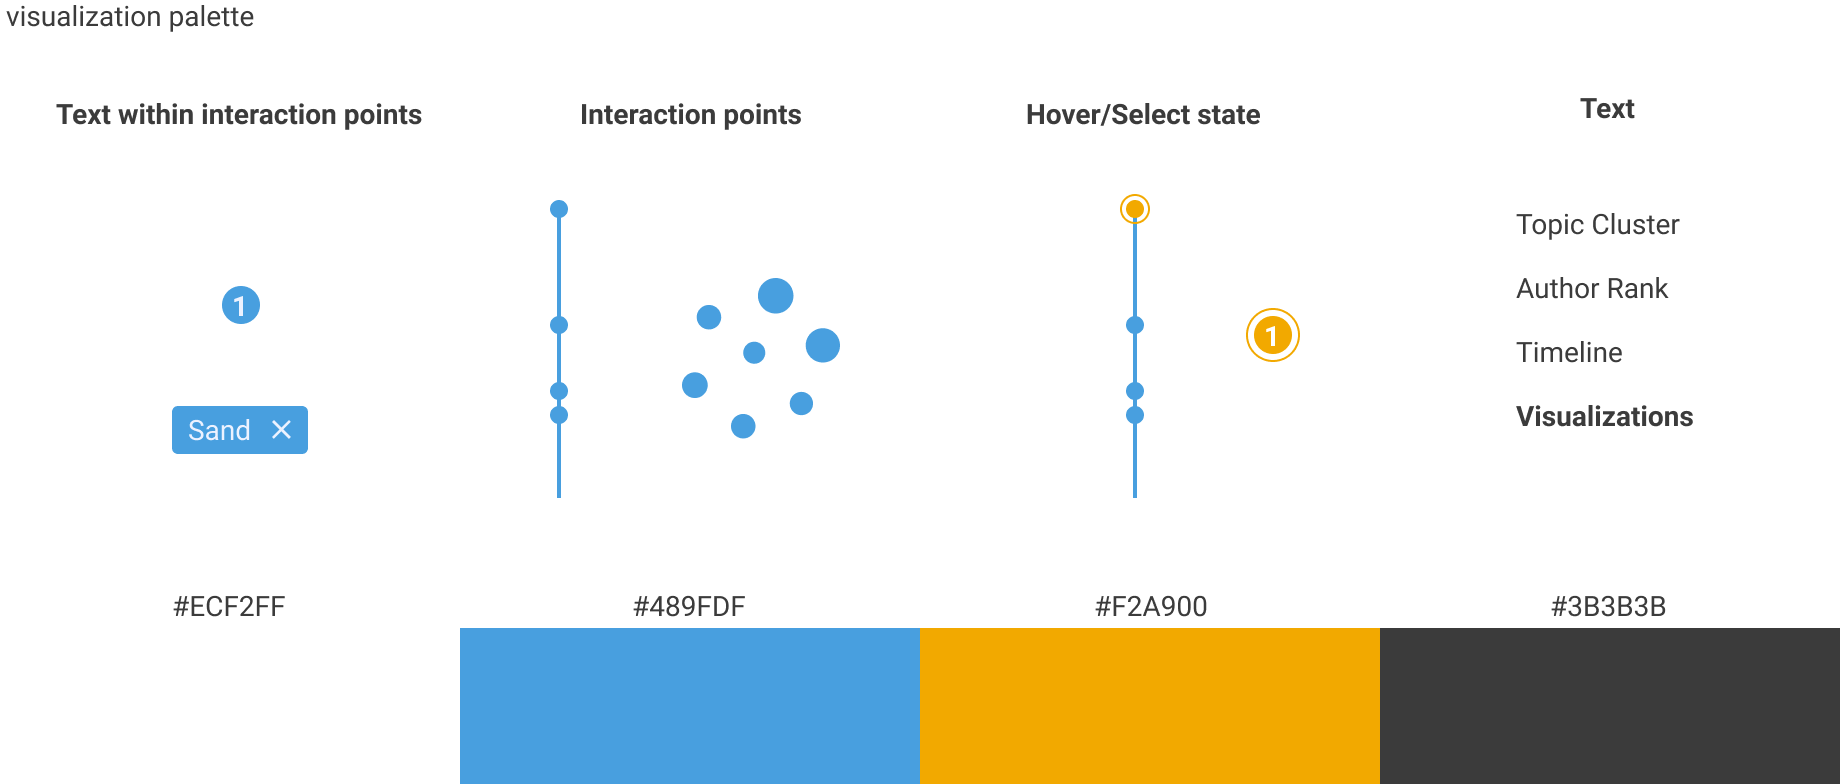 visualization palette
Text within interaction points
Interaction points
Hover/Select state
Text
1
Sand
1
Topic Cluster
Author Rank
Timeline
Visualizations
#ECF2FF
#489FDF
#F2A900
#3B3B3B